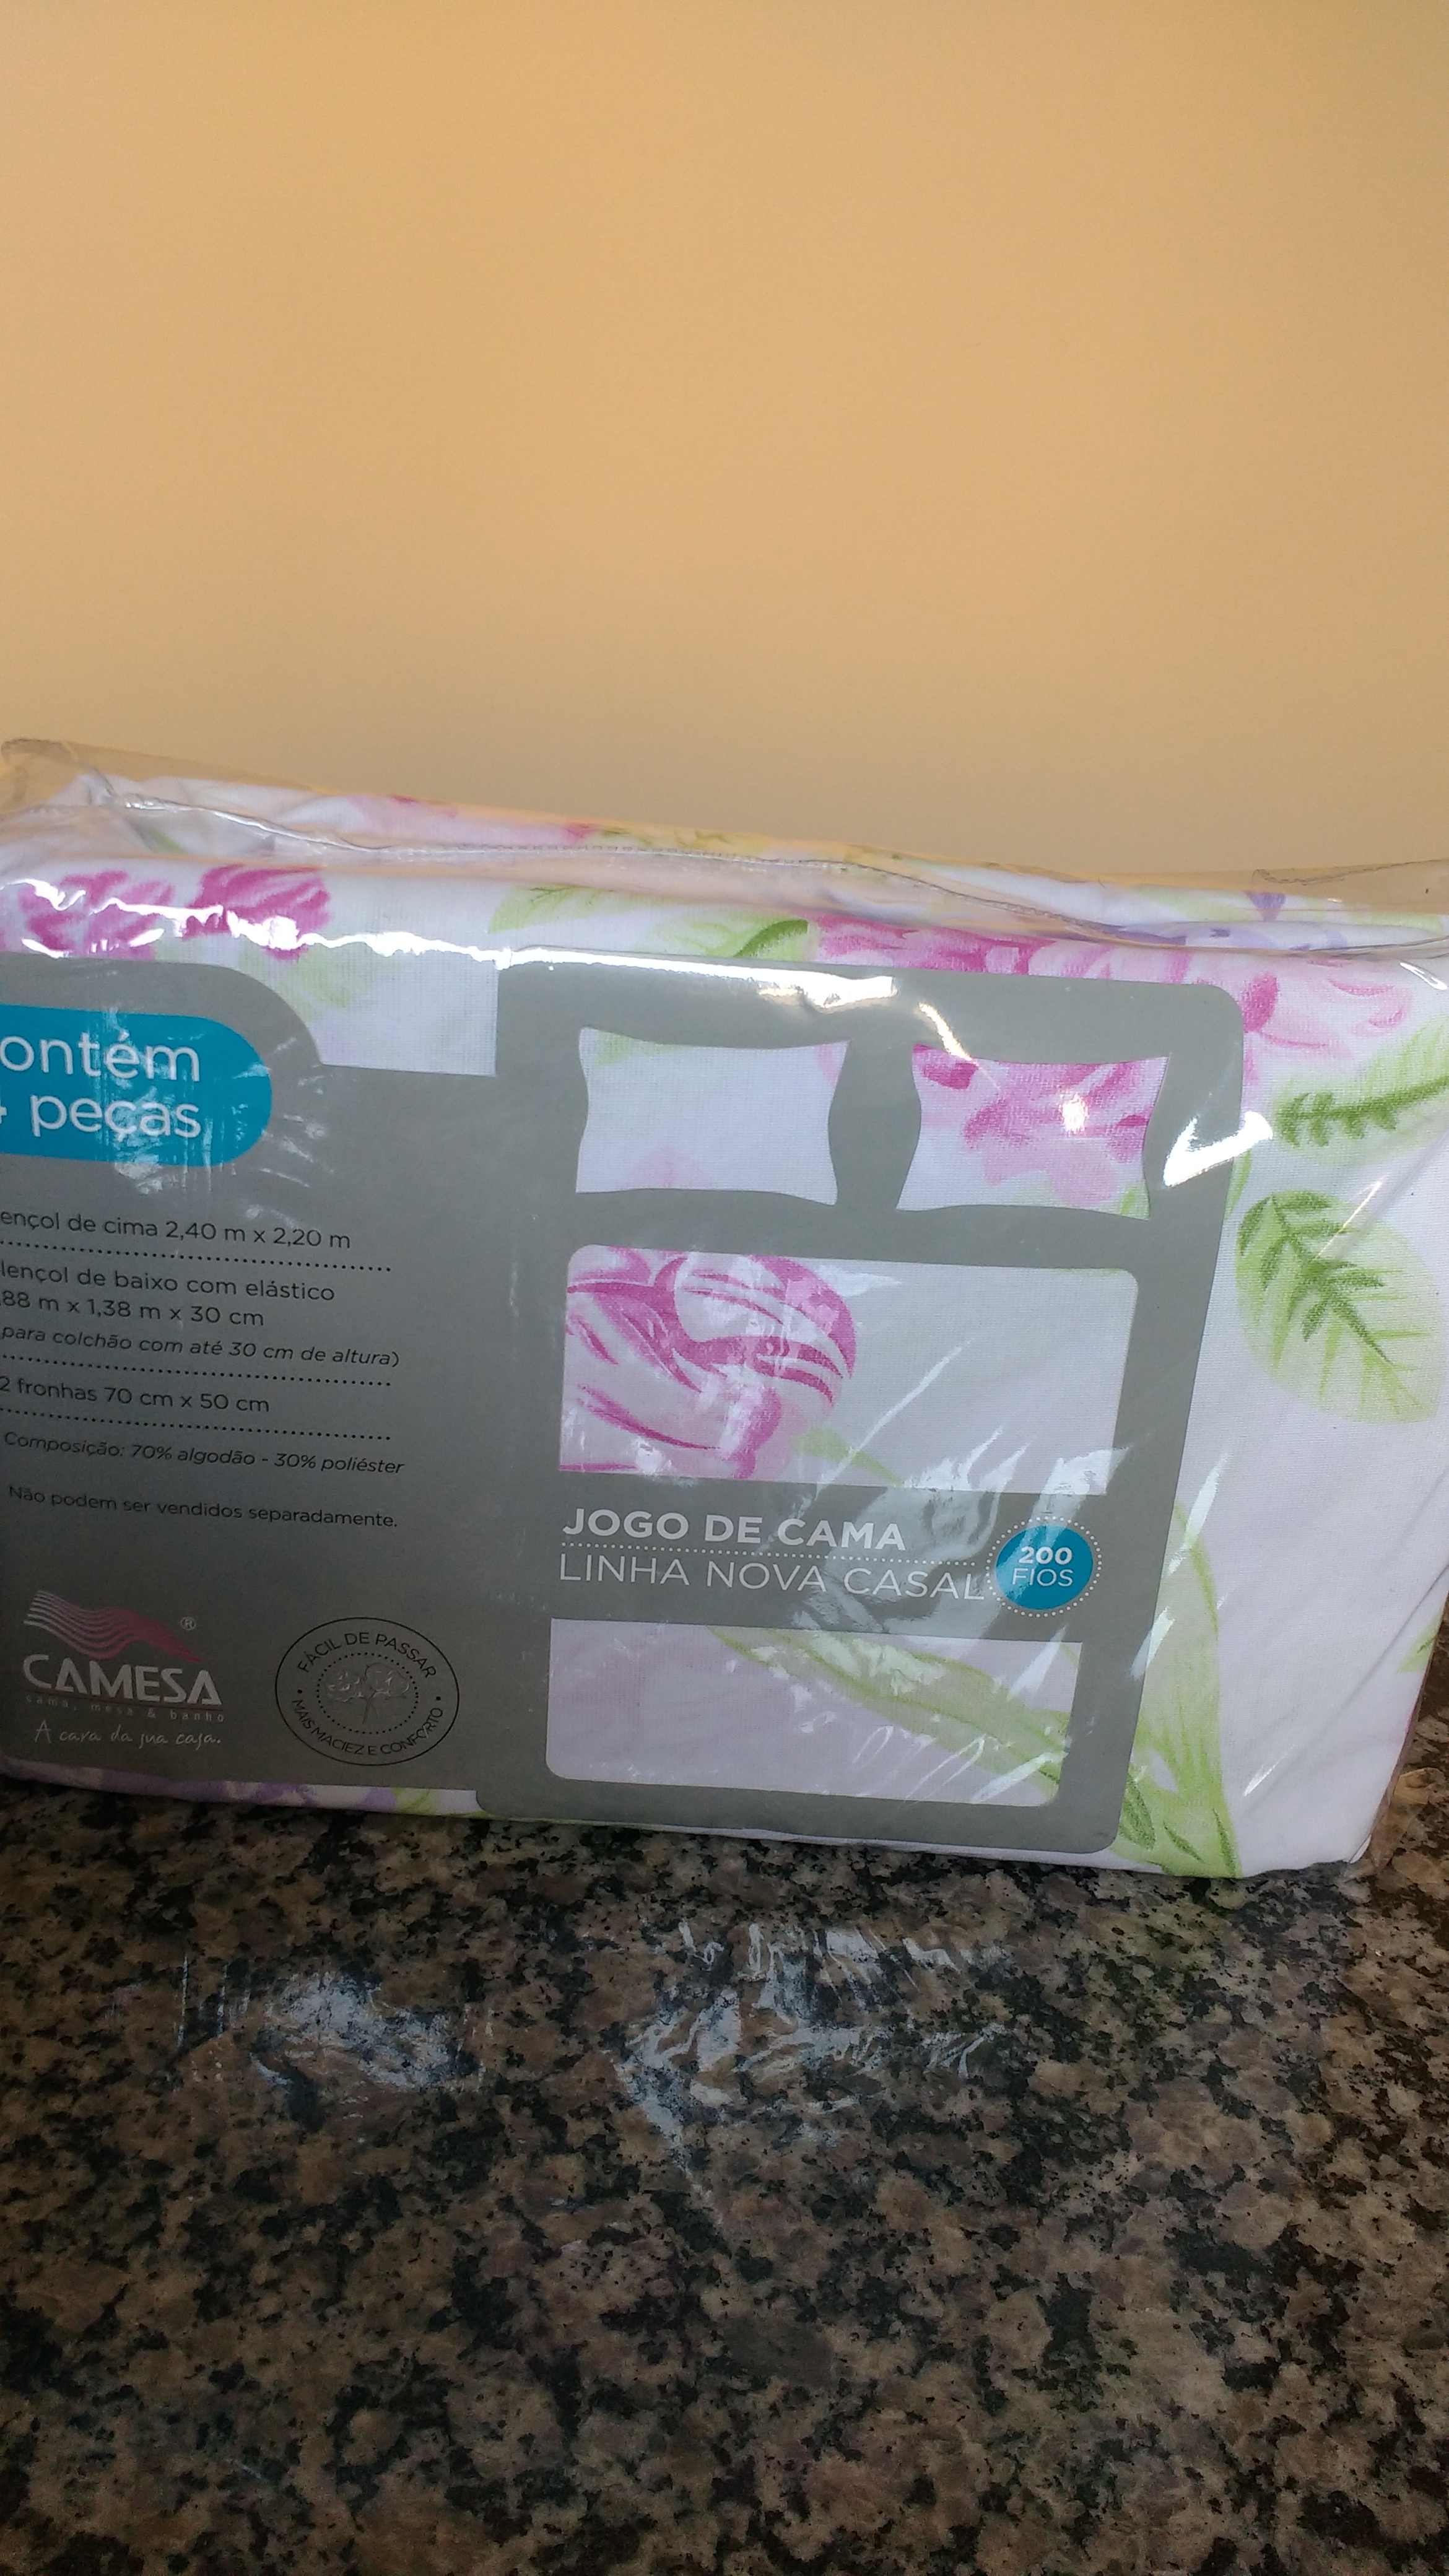 ontém
4 peças
ençol de cima 2,40 m x 2,20 m
lençol de baixo com elástico
,88 m x 1,38 m x 30 cm
para colchão com até 30 cm de altura)
2 fronhas 70 cm x 50 cm
Composição: 70% algodão - 30% poliéster
Não podem ser vendidos separadamente.
CAMESA
®
cama, mesa & banho
A cara da sua casa.
FÁCIL DE PASSAR
MAIS MACIEZ E CONFORTO
JOGO DE CAMA
LINHA NOVA CASAL
200
FIOS